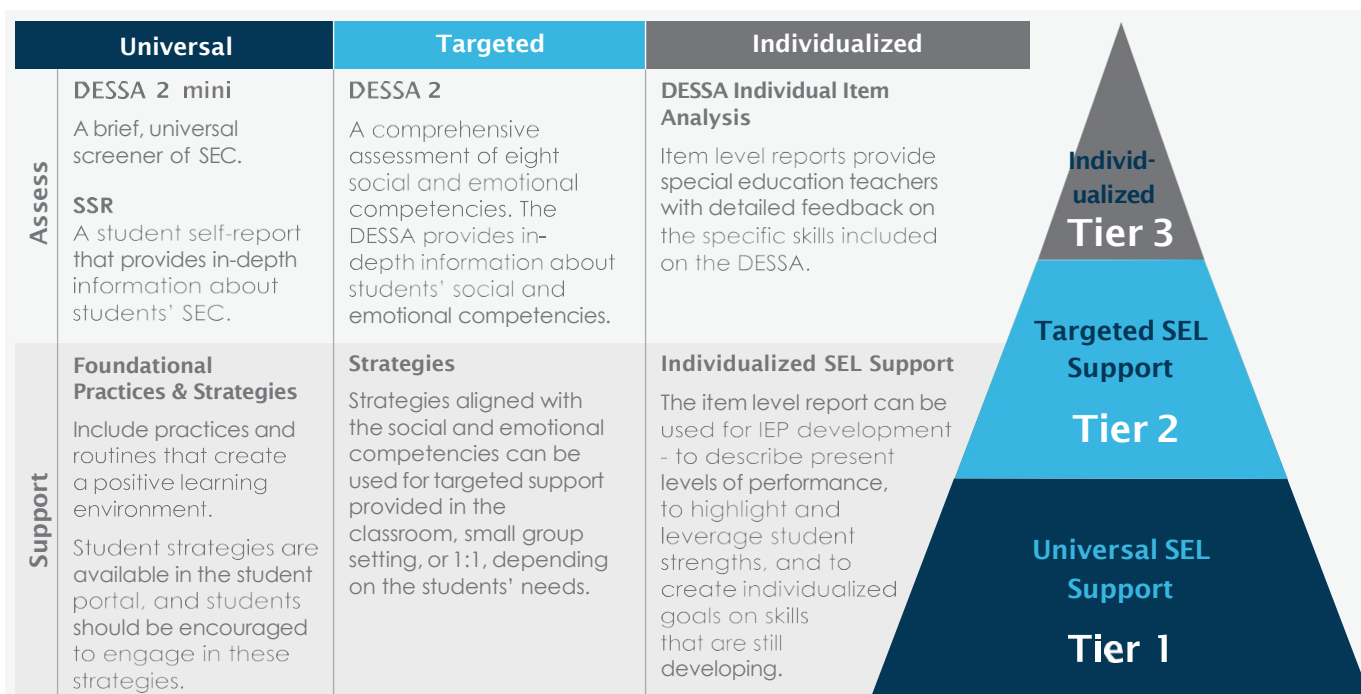 Universal
Targeted
Individualized
Assess
DESSA 2 mini
A brief, universal
screener of SEC.
SSR
A student self-report
that provides in-depth
information about
students' SEC.
DESSA 2
A comprehensive
assessment of eight
social and emotional
competencies. The
DESSA provides in-
depth information about
students' social and
emotional competencies.
DESSA Individual Item
Analysis
Item level reports provide
special education teachers
with detailed feedback on
the specific skills included
on the DESSA.
Support
Foundational
Practices & Strategies
Include practices and
routines that create
a positive learning
environment.
Student strategies are
available in the student
portal, and students
should be encouraged
to engage in these
strategies.
Strategies
Strategies aligned with
the social and emotional
competencies can be
used for targeted support
provided in the
classroom, small group
setting, or 1:1, depending
on the students' needs.
Individualized SEL Support
The item level report can be
used for IEP development
- to describe present
levels of performance,
to highlight and
leverage student
strengths, and to
create individualized
goals on skills
that are still
developing.
Individ-
ualized
Tier 3
Targeted SEL
Support
Tier 2
Universal SEL
Support
Tier 1